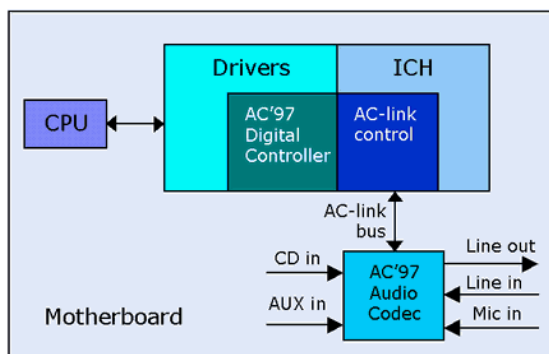 Drivers
ICH
CPU
AC'97
Digital
Controller
AC-link
control
AC-link
bus
CD in
AUX in
AC'97
Audio
Codec
Line out
Line in
Mic in
Motherboard